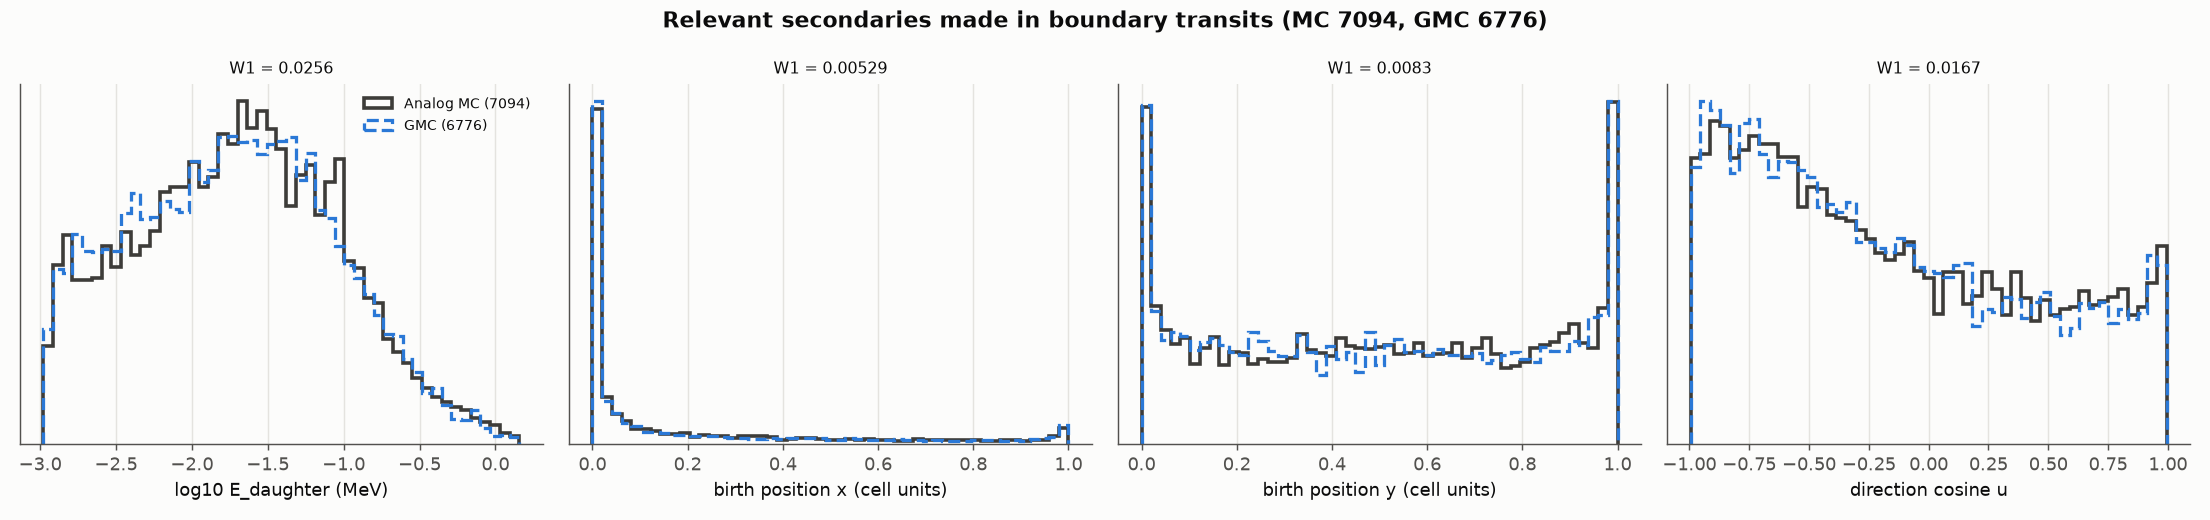 Relevant secondaries made in boundary transits (MC 7094, GMC 6776)
W1 = 0.0256
Analog MC (7094)
GMC (6776)
−3.0 −2.5 −2.0 −1.5 −1.0 −0.5 0.0
log10 E_daughter (MeV)
W1 = 0.00529
0.0 0.2 0.4 0.6 0.8 1.0
birth position x (cell units)
W1 = 0.0083
0.0 0.2 0.4 0.6 0.8 1.0
birth position y (cell units)
W1 = 0.0167
−1.00 −0.75 −0.50 −0.25 0.00 0.25 0.50 0.75 1.00
direction cosine u